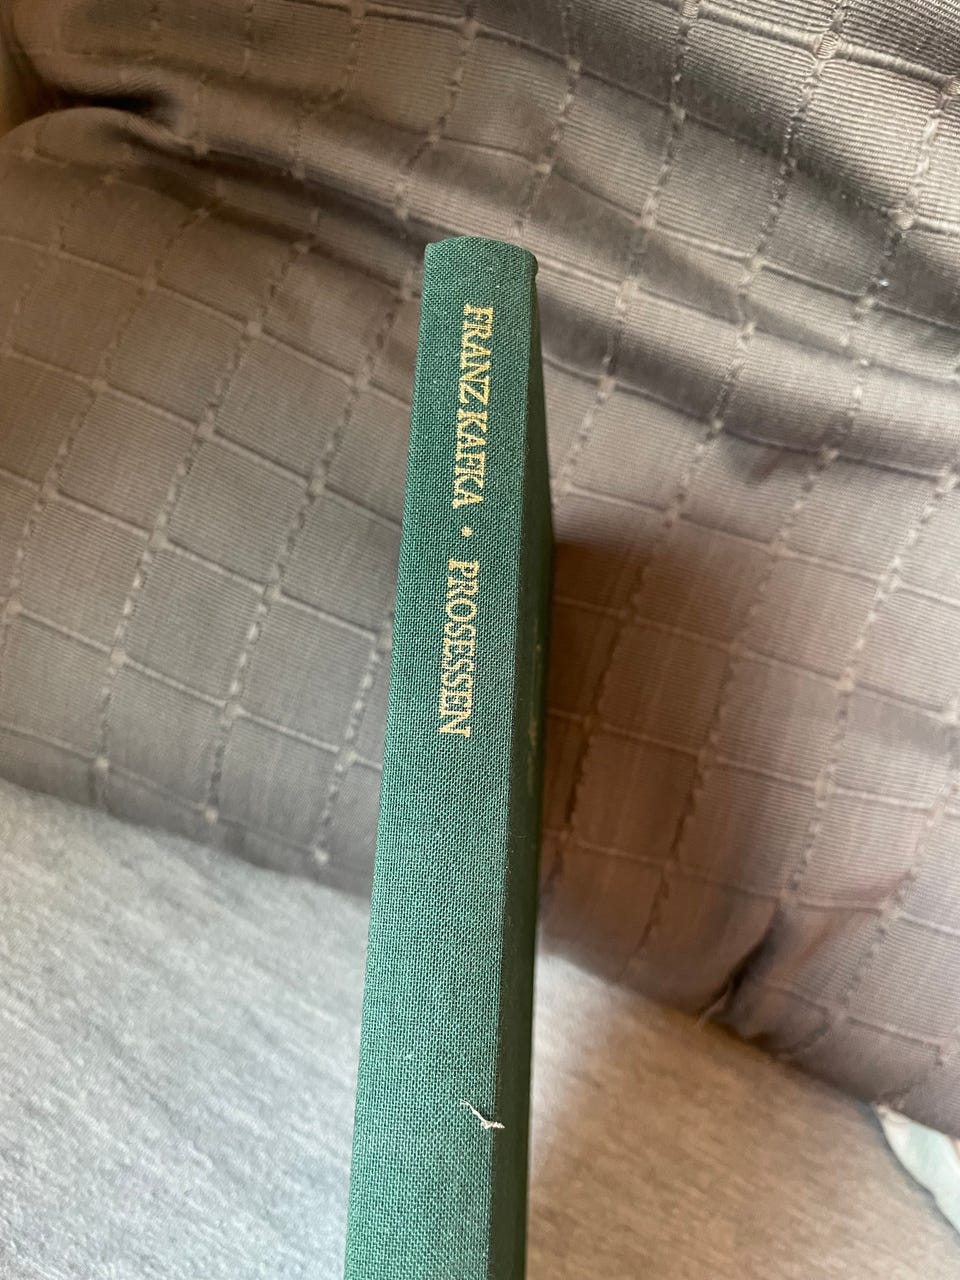 FRANZ KAFKA • PROSESSEN